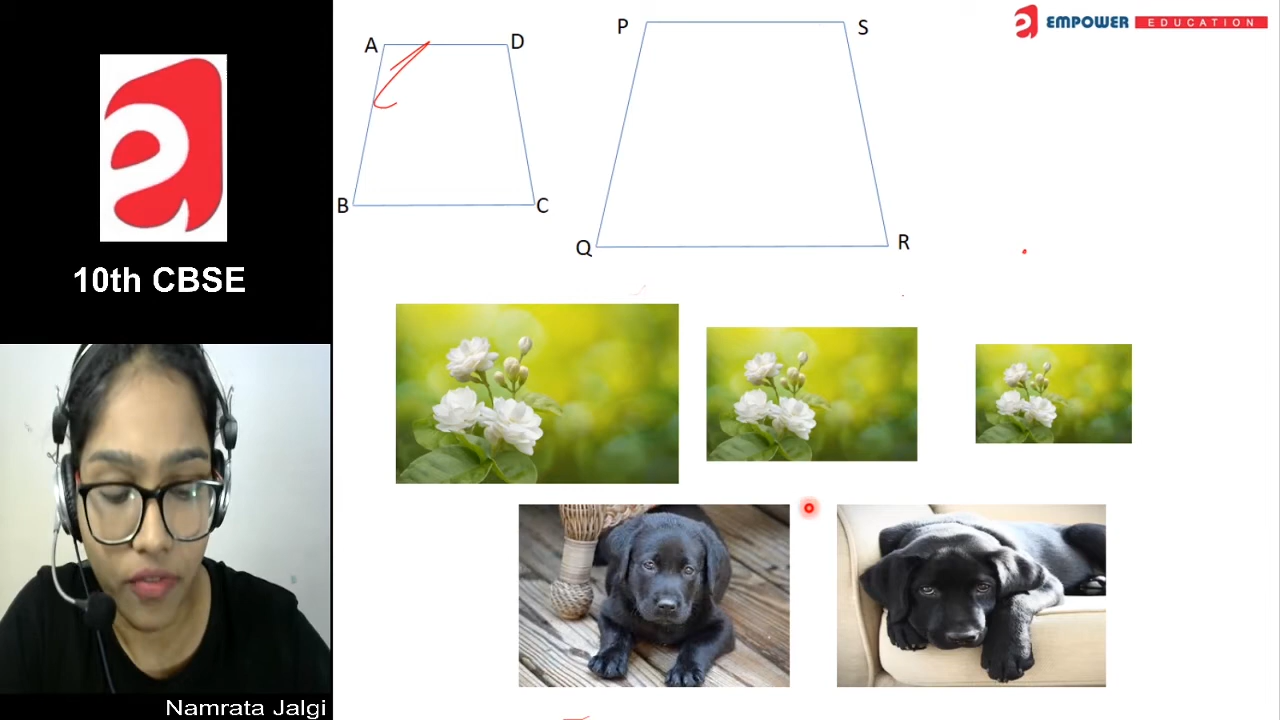 P
S
EMPOWER EDUCATION
A
D
B
C
Q
R
10th CBSE
Namrata Jalgi